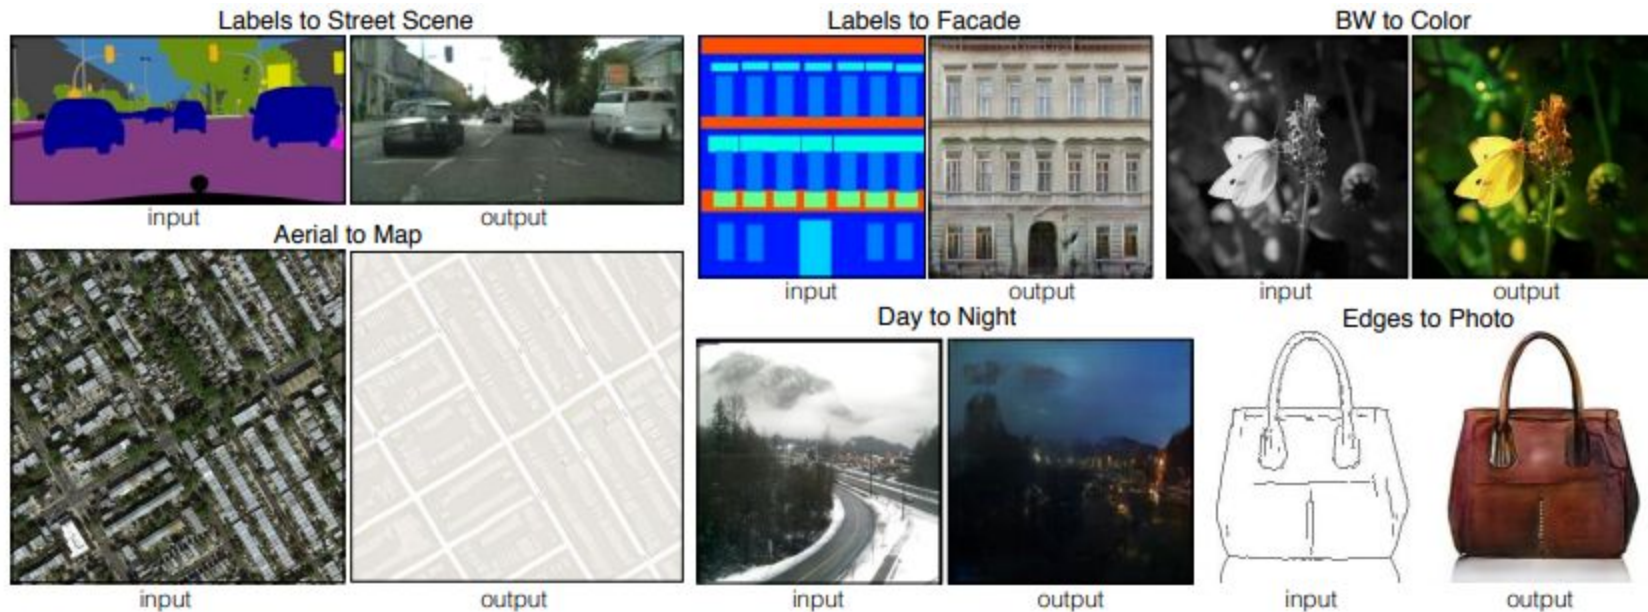 Labels to Street Scene
input
output
Aerial to Map
input
output
Labels to Facade
input
output
Day to Night
input
output
BW to Color
input
output
Edges to Photo
input
output